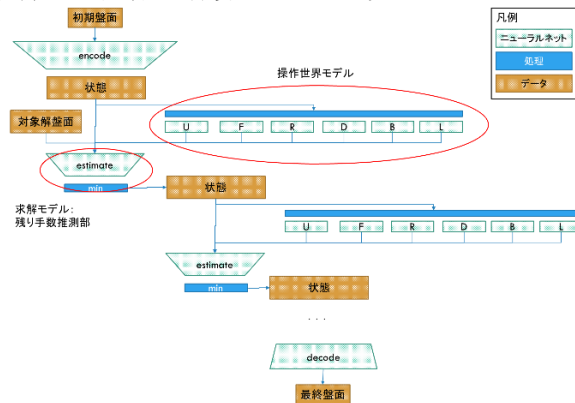 初期盤面
encode
状態
操作世界モデル
対象解盤面
U F R D B L
estimate
min
状態
求解モデル:
残り手数推測部
U F R D B L
estimate
min
状態
...
decode
最終盤面
凡例
ニューラルネット
処理
データ